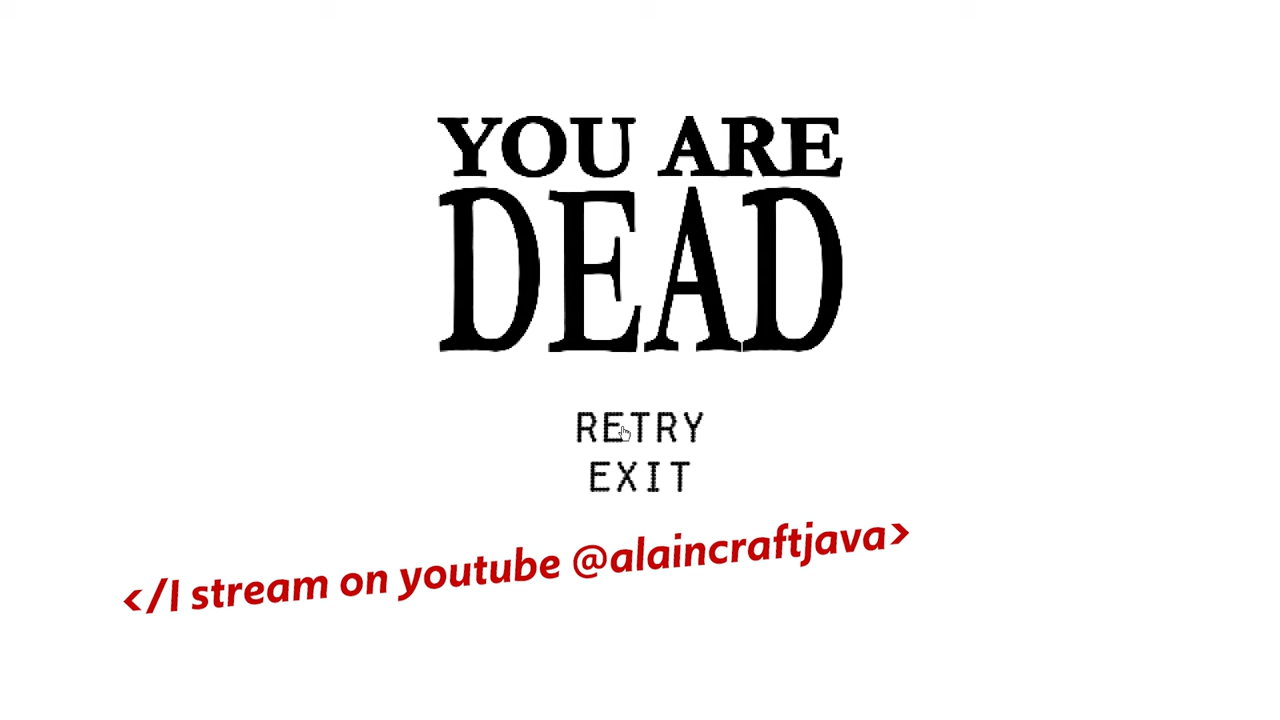 YOU ARE
DEAD
RETRY
EXIT
</I stream on youtube @alaincraftjava>